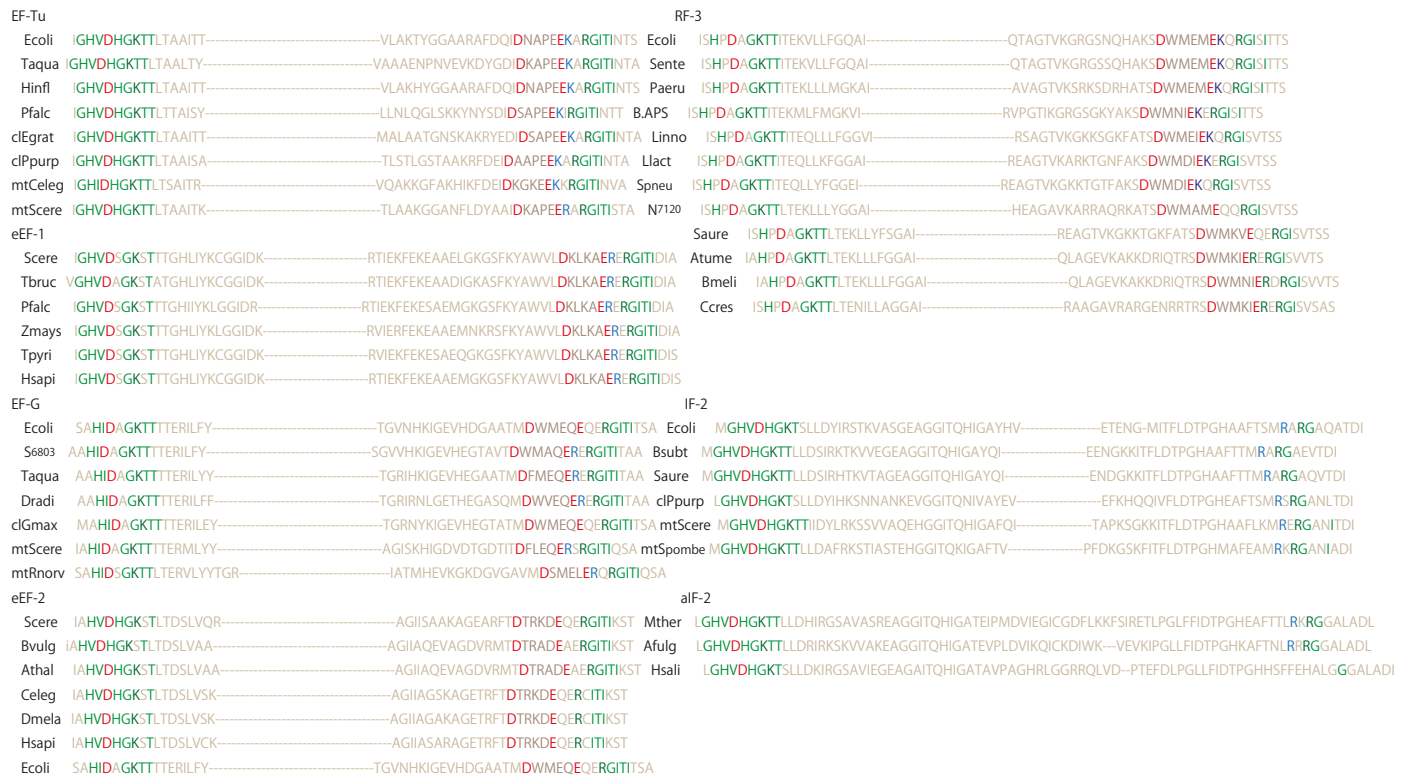 EF-Tu
Ecoli IGHVDHGKTTLTAAITT-----------------------------VLAKTYGGAARAFDQIDNAPEEKARGITINTS
Taqua IGHVDHGKTTLTAALTY-----------------------------VAAAENPNVEVKDYGDIDKAPEEKARGITINTA
Hinfl IGHVDHGKTTLTAAITT-----------------------------VLAKHYGGAARAFDQIDNAPEEKARGITINTS
Pfalc IGHVDHGKTTLTTAISY-----------------------------LLNLQGLSKKYNYSDIDSAPEEKIRGITINTT
clEgrat IGHVDHGKTTLTAAITT-----------------------------MALAATGNSKAKRYEDIDSAPEEKARGITINTA
clPpurp IGHVDHGKTTLTAAISA-----------------------------TLSTLGSTAAKRFDEIDAAPEEKARGITINTA
mtCeleg IGHIDHGKTTLTSAITR-----------------------------VQAKKGFAKHIKFDEIDKGKEEKKRGITINVA
mtScere IGHVDHGKTTLTAAITK-----------------------------TLAAKGGANFLDYAAIDKAPEERARGITISTA
eEF-1
Scere IGHVDSGKSTTTGHLIYKCGGIDK------------------RTIEKFEKEAAELGKGSFKYAWVLDKLKAERERGITIDIA
Tbruc VGHVDAGKSTATGHLIYKCGGIDK------------------RTIEKFEKEAADIGKASFKYAWVLDKLKAERERGITIDIA
Pfalc IGHVDSGKSTTTGHIIYKLGGIDR------------------RTIEKFEKESAEMGKGSFKYAWVLDKLKAERERGITIDIA
Zmays IGHVDSGKSTTTGHLIYKLGGIDK------------------RVIERFEKEAAEMNKRSFKYAWVLDKLKAERERGITIDIA
Tpyri IGHVDSGKSTTTGHLIYKCGGIDK------------------RVIEKFEKESAEQGKGSFKYAWVLDKLKAERERGITIDIS
Hsapi IGHVDSGKSTTTGHLIYKCGGIDK------------------RTIEKFEKEAAEMGKGSFKYAWVLDKLKAERERGITIDIS
EF-G
Ecoli SAHIDAGKTTTTERILFY-----------------------------TGVNHKIGEVHDGAATMDWMEQEQERGITITSA
S6803 AAHIDAGKTTTTERILFY-----------------------------SGVVHKIGEVHEGTAVTDWMAQERERGITITAA
Taqua AAHIDAGKTTTTERILYY-----------------------------TGRIHKIGEVHEGAATMDFMEQERERGITITAA
Dradi AAHIDAGKTTTTERILFF-----------------------------TGRIRNLGETHEGASQMDWVEQERERGITITAA
clGmax MAHIDAGKTTTTERILEY-----------------------------TGRNYKIGEVHEGTATMDWMEQEQERGITITSA
mtScere IAHIDAGKTTTTERMLYY-----------------------------AGISKHIGDVDTGDTITDFLEQERSRGITIQSA
mtRnorv SAHIDSGKTTLTERVLYYTGR--------------------------IATMHEVKGKDGVGAVMDSMELERQRGITIQSA
eEF-2
Scere IAHVDHGKSTLTDSLVQR-----------------------------AGIISAAKAGEARFTDTRKDEQERGITIKST
Bvulg iAHVDHGKSTLTDSLVAA-----------------------------AGIIAQEVAGDVRMTDTRADEAERGITIKST
Athal IAHVDHGKSTLTDSLVAA-----------------------------AGIIAQEVAGDVRMTDTRADEAERGITIKST
Celeg IAHVDHGKSTLTDSLVSK-----------------------------AGIIAGSKAGETRFTDTRKDEQERCITIKST
Dmela IAHVDHGKSTLTDSLVSK-----------------------------AGIIAGAKAGETRFTDTRKDEQERCITIKST
Hsapi IAHVDHGKSTLTDSLVCK-----------------------------AGIIASARAGETRFTDTRKDEQERCITIKST
Ecoli SAHIDAGKTTTTERILFY-----------------------------TGVNHKIGEVHDGAATMDWMEQEQERGITITSA
RF-3
Ecoli ISHPDAGKTTITEKVLLFGQAI------------------------QTAGTVKGRGSNQHAKSDWMEMEKQRGISITTS
Sente ISHPDAGKTTITEKVLLFGQAI------------------------QTAGTVKGRGSSQHAKSDWMEMEKQRGISITTS
Paeru ISHPDAGKTTITEKLLLMGKAI------------------------AVAGTVKSRKSDRHATSDWMEMEKQRGISITTS
B.APS ISHPDAGKTTITEKMLFMGKVI------------------------RVPGTIKGRGSGKYAKSDWMNIEKERGISITTS
Linno ISHPDAGKTTITEQLLLFGGVI------------------------RSAGTVKGKKSGKFATSDWMEIEKQRGISVTSS
Llact ISHPDAGKTTITEQLLKFGGAI------------------------REAGTVKARKTGNFAKSDWMDIEKERGISVTSS
Spneu ISHPDAGKTTITEQLLYFGGEI------------------------REAGTVKGKKTGTFAKSDWMDIEKQRGISVTSS
N7120 ISHPDAGKTTLTEKLLLYGGAI------------------------HEAGAVKARRAQRKATSDWMAMEQQRGISVTSS
Saure ISHPDAGKTTLTEKLLYFSGAI------------------------REAGTVKGKKTGKFATSDWMKVEQERGISVTSS
Atume IAHPDAGKTTLTEKLLLFGGAI------------------------QLAGEVKAKKDRIQTRSDWMKIERERGISVVTS
Bmeli IAHPDAGKTTLTEKLLLFGGAI------------------------QLAGEVKAKKDRIQTRSDWMNIERDRGISVVTS
Ccres ISHPDAGKTTLTENILLAGGAI------------------------RAAGAVRARGENRRTRSDWMKIERERGISVSAS
IF-2
Ecoli MGHVDHGKTSLLDYIRSTKVASGEAGGITQHIGAYHV--------------ETENG-MITFLDTPGHAAFTSMRARGAQATDI
Bsubt MGHVDHGKTTLLDSIRKTKVVEGEAGGITQHIGAYQI--------------EENGKKITFLDTPGHAAFTTMRARGAEVTDI
Saure MGHVDHGKTTLLDSIRHTKVTAGEAGGITQHIGAYQI--------------ENDGKKITFLDTPGHAAFTTMRARGAQVTDI
clPpurp LGHVDHGKTSLLDYIHKSNNANKEVGGITQNIVAYEV--------------EFKHQQIVFLDTPGHEAFTSMRSRGANLTDI
mtScere MGHVDHGKTTIIDYLRKSSVVAQEHGGITQHIGAFQI-------------TAPKSGKKITFLDTPGHAAFLKMRERGANITDI
mtSpombe MGHVDHGKTTLLDAFRKSTIASTEHGGITQKIGAFTV-------------PFDKGSKFITFLDTPGHMAFEAMRKRGANIADI
aIF-2
Mther LGHVDHGKTTLLDHIRGSAVASREAGGITQHIGATEIPMDVIEGICGDFLKKFSIRETLPGLFFIDTPGHEAFTTLRKRGGALADL
Afulg LGHVDHGKTTLLDRIRKSKVVAKEAGGITQHIGATEVPLDVIKQICKDIWK---VEVKIPGLLFIDTPGHKAFTNLRRRGGALADL
Hsali LGHVDHGKTSLLDKIRGSAVIEGEAGAITQHIGATAVPAGHRLGGRRQLVD--PTEFDLPGLLFIDTPGHHSFFEHALGGGALADI